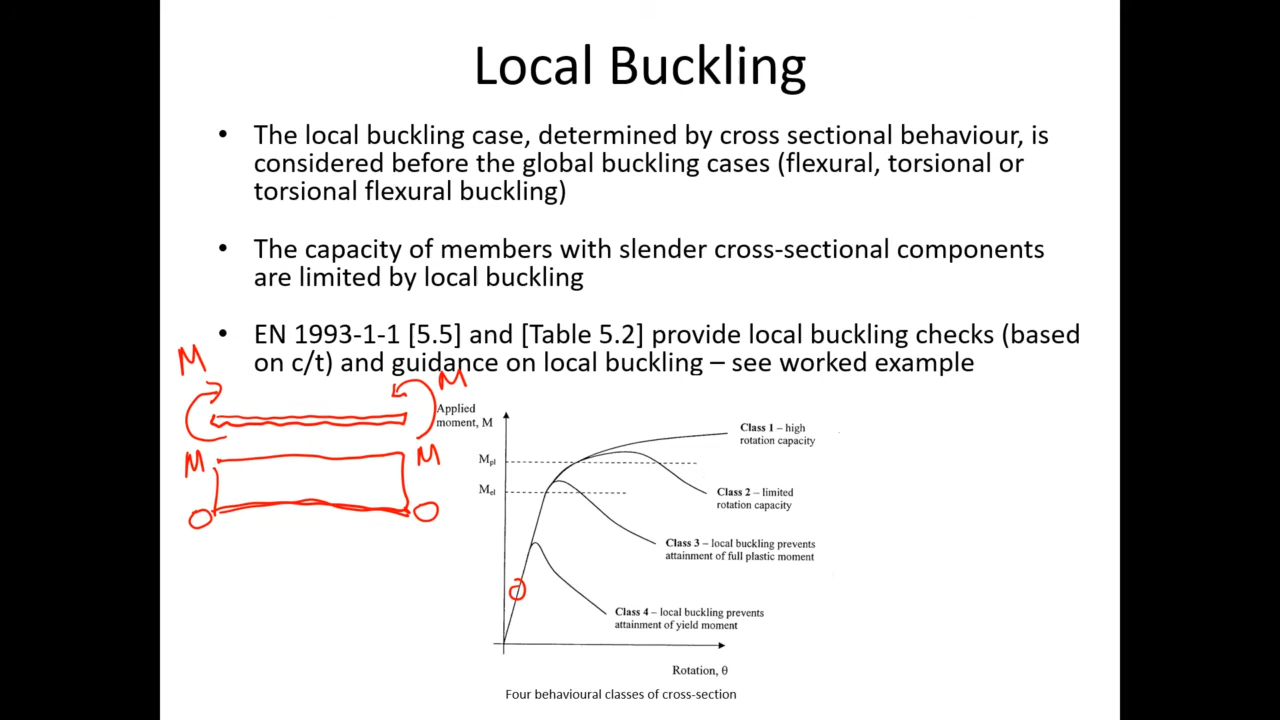 Local Buckling
• The local buckling case, determined by cross sectional behaviour, is
considered before the global buckling cases (flexural, torsional or
torsional flexural buckling)
• The capacity of members with slender cross-sectional components
are limited by local buckling
• EN 1993-1-1 [5.5] and [Table 5.2] provide local buckling checks (based
on c/t) and guidance on local buckling – see worked example
M
M
M
M
O
O
Applied
moment, M
Mpl
Mel
Class 1 – high
rotation capacity
Class 2 – limited
rotation capacity
Class 3 – local buckling prevents
attainment of full plastic moment
Class 4 – local buckling prevents
attainment of yield moment
Rotation, θ
Four behavioural classes of cross-section